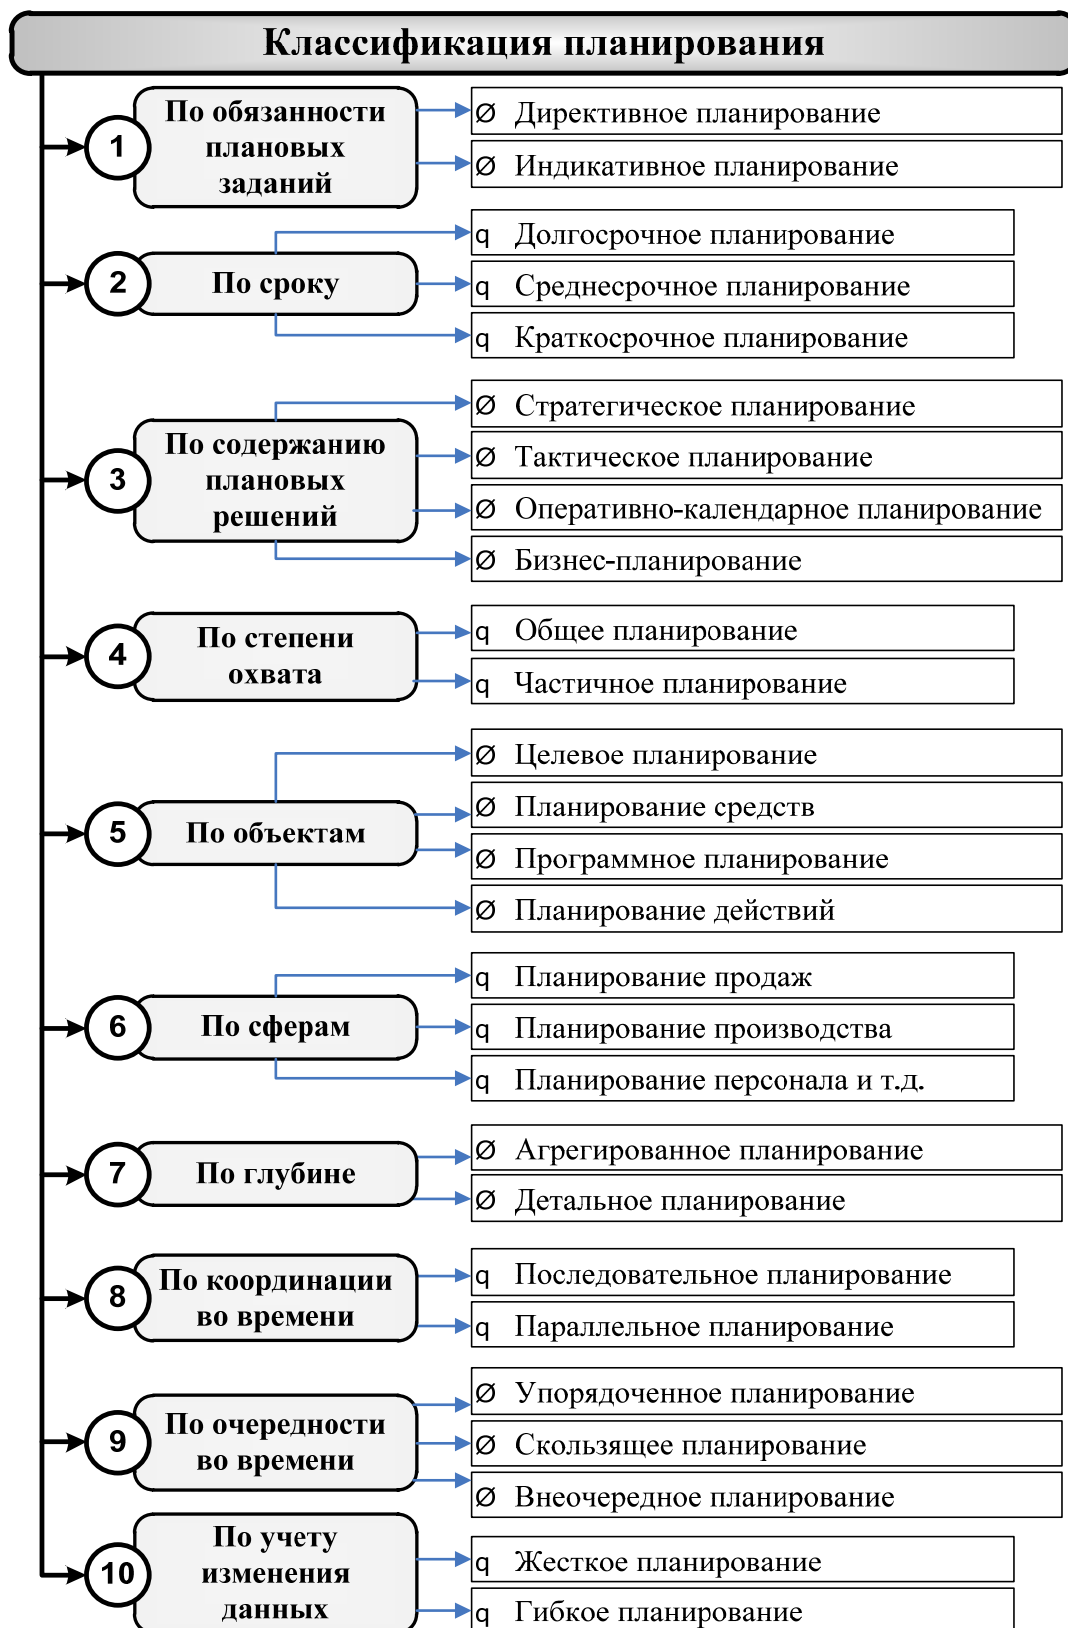 Классификация планирования
1
По обязанности
плановых
заданий
Ø Директивное планирование
Ø Индикативное планирование
2
По сроку
q Долгосрочное планирование
q Среднесрочное планирование
q Краткосрочное планирование
3
По содержанию
плановых
решений
Ø Стратегическое планирование
Ø Тактическое планирование
Ø Оперативно-календарное планирование
Ø Бизнес-планирование
4
По степени
охвата
q Общее планирование
q Частичное планирование
5
По объектам
Ø Целевое планирование
Ø Планирование средств
Ø Программное планирование
Ø Планирование действий
6
По сферам
q Планирование продаж
q Планирование производства
q Планирование персонала и т.д.
7
По глубине
Ø Агрегированное планирование
Ø Детальное планирование
8
По координации
во времени
q Последовательное планирование
q Параллельное планирование
9
По очередности
во времени
Ø Упорядоченное планирование
Ø Скользящее планирование
Ø Внеочередное планирование
10
По учету
изменения
данных
q Жесткое планирование
q Гибкое планирование